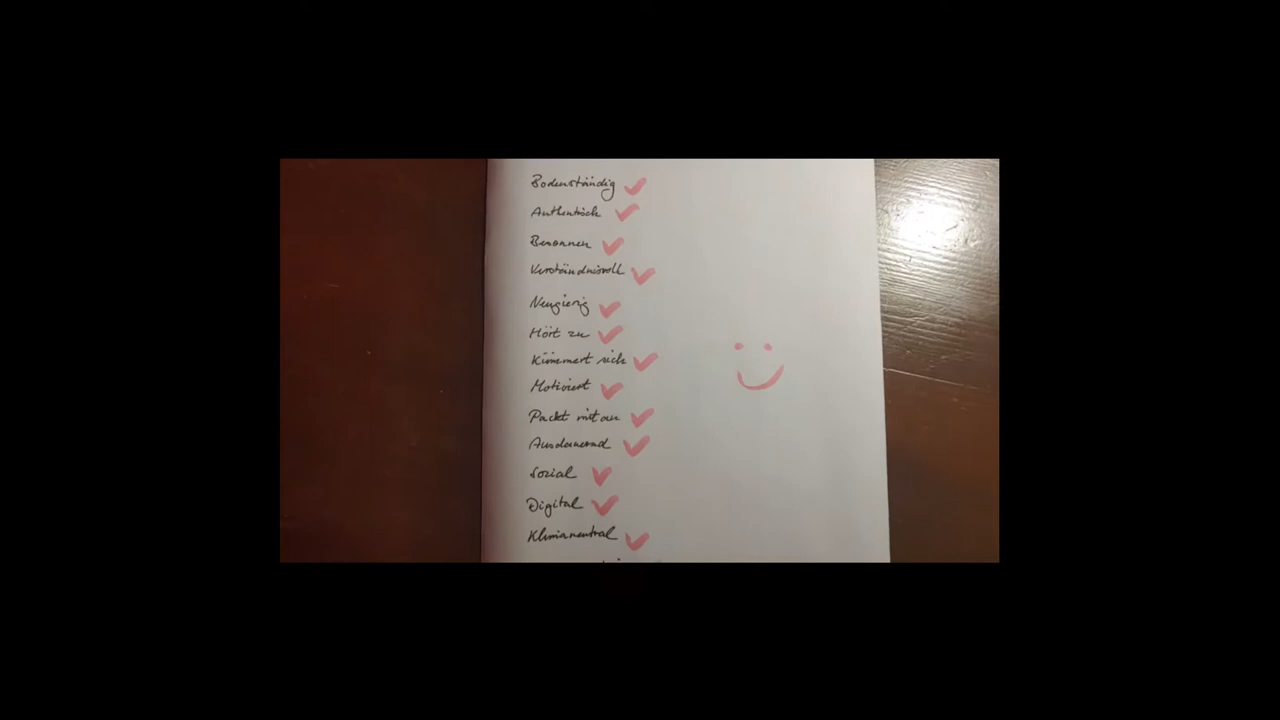 Bodenständig
Authentisch
Besonnen
Verständnisvoll
Neugierig
Hört zu
Kümmert sich
Motiviert
Packt mit an
Ausdauernd
Sozial
Digital
Klimaneutral